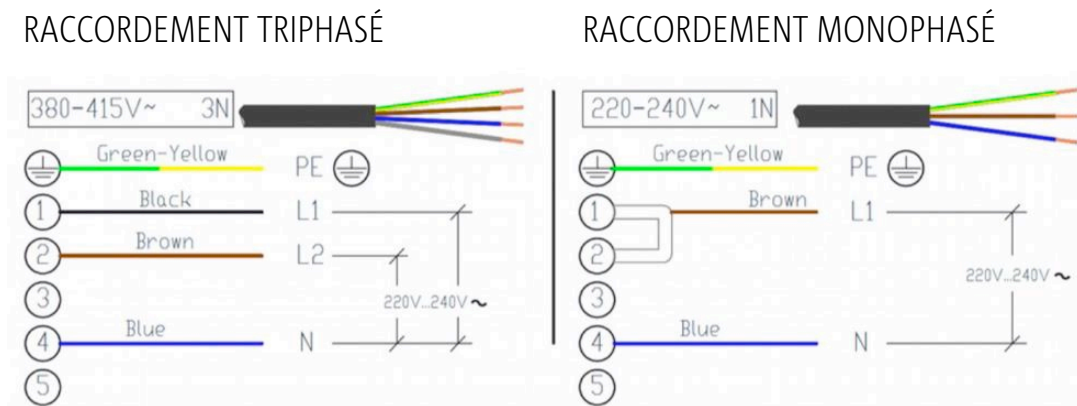 RACCORDEMENT TRIPHASÉ
380-415V~ 3N
Green-Yellow
PE
1
Black
L1
2
Brown
L2
3
220V...240V~
4
Blue
N
5
RACCORDEMENT MONOPHASÉ
220-240V~ 1N
Green-Yellow
PE
1
Brown
L1
2
220V...240V~
3
4
Blue
N
5